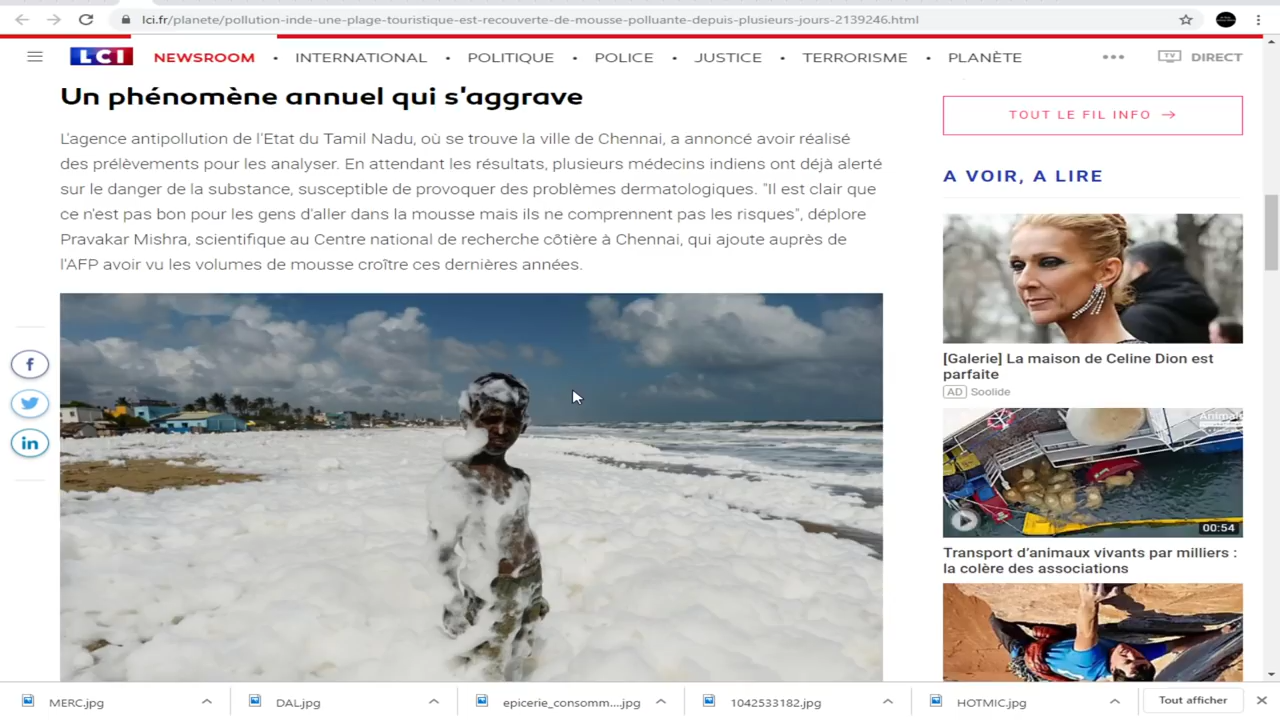 lci.fr/planete/pollution-inde-une-plage-touristique-est-recouverte-de-mousse-polluante-depuis-plusieurs-jours-2139246.html
LCI NEWSROOM • INTERNATIONAL • POLITIQUE • POLICE • JUSTICE • TERRORISME • PLANÈTE ••• TV DIRECT
Un phénomène annuel qui s'aggrave
L'agence antipollution de l'Etat du Tamil Nadu, où se trouve la ville de Chennai, a annoncé avoir réalisé
des prélèvements pour les analyser. En attendant les résultats, plusieurs médecins indiens ont déjà alerté
sur le danger de la substance, susceptible de provoquer des problèmes dermatologiques. "Il est clair que
ce n'est pas bon pour les gens d'aller dans la mousse mais ils ne comprennent pas les risques", déplore
Pravakar Mishra, scientifique au Centre national de recherche côtière à Chennai, qui ajoute auprès de
l'AFP avoir vu les volumes de mousse croître ces dernières années.
TOUT LE FIL INFO →
A VOIR, A LIRE
[Galerie] La maison de Celine Dion est
parfaite
AD Soolide
Animals
00:54
Transport d'animaux vivants par milliers :
la colère des associations
MERC.jpg
DAL.jpg
epicerie_consomm....jpg
1042533182.jpg
HOTMIC.jpg
Tout afficher